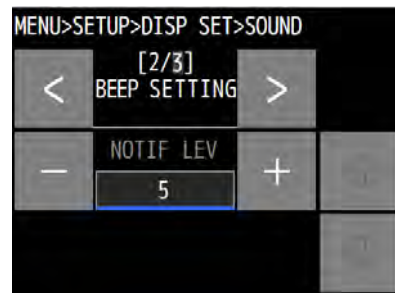 MENU>SETUP>DISP SET>SOUND
[2/3]
< BEEP SETTING >
NOTIF LEV
− 5 +